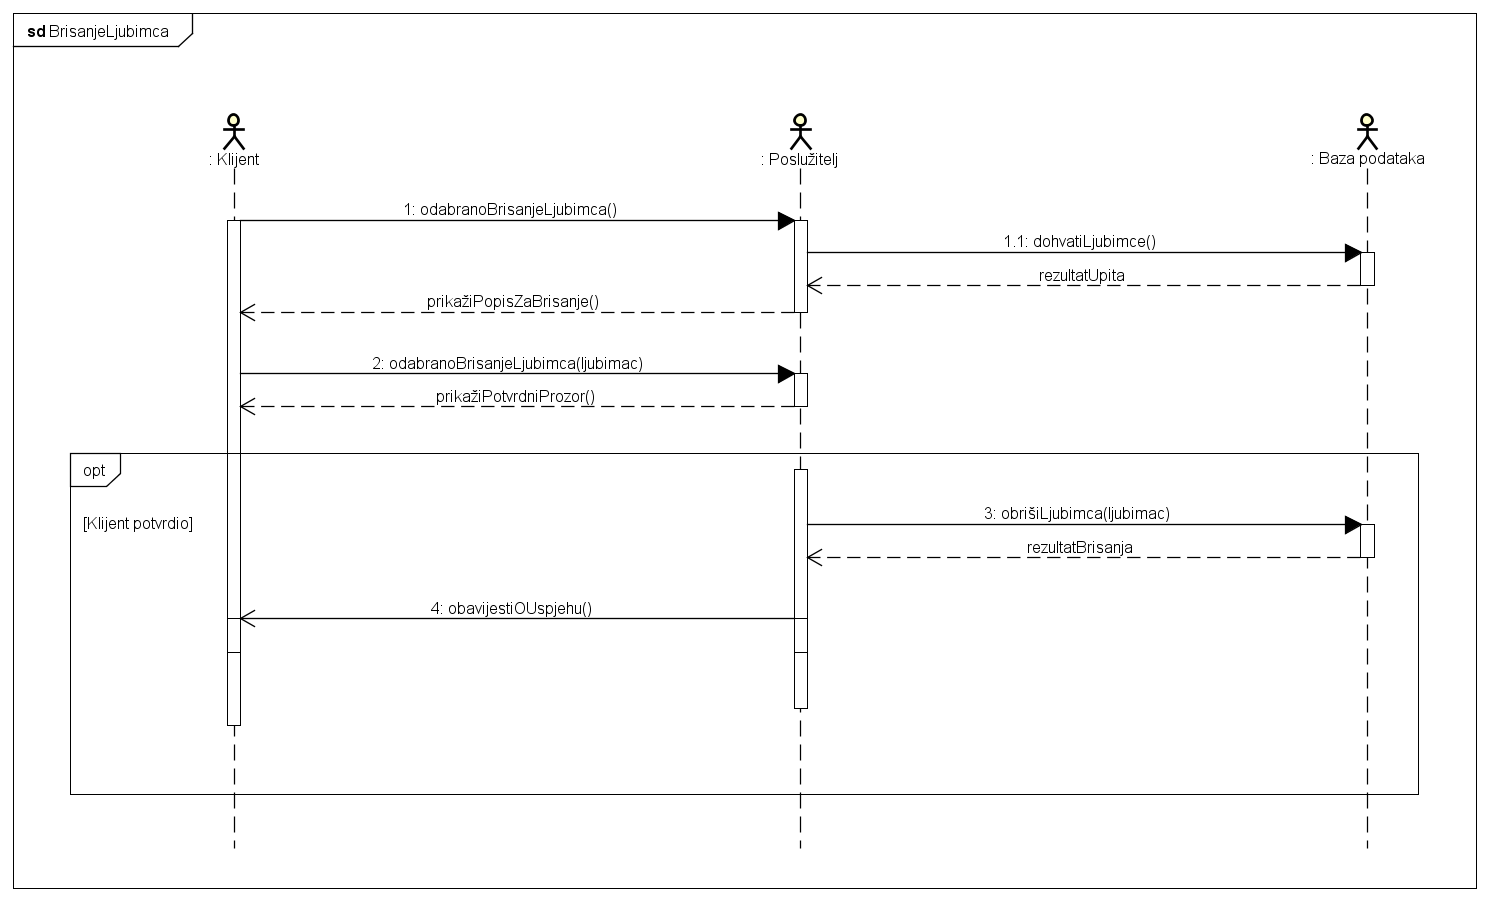 sd BrisanjeLjubimca
: Klijent
: Poslužitelj
: Baza podataka
1: odabranoBrisanjeLjubimca()
1.1: dohvatiLjubimce()
rezultatUpita
prikažiPopisZaBrisanje()
2: odabranoBrisanjeLjubimca(ljubimac)
prikažiPotvrdniProzor()
opt
[Klijent potvrdio]
3: obrišiLjubimca(ljubimac)
rezultatBrisanja
4: obavijestiOUspjehu()